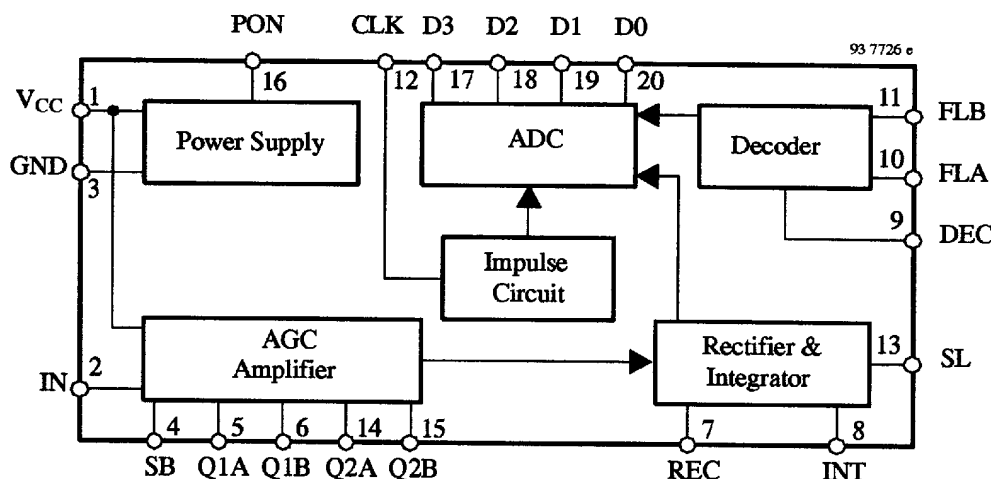 PON CLK D3 D2 D1 D0
93 7726 e
16 12 17 18 19 20
VCC 1
Power Supply
ADC
Decoder
11 FLB
GND 3
10 FLA
9 DEC
Impulse
Circuit
AGC
Amplifier
Rectifier &
Integrator
13 SL
IN 2
4 5 6 14 15 7 8
SB Q1A Q1B Q2A Q2B REC INT